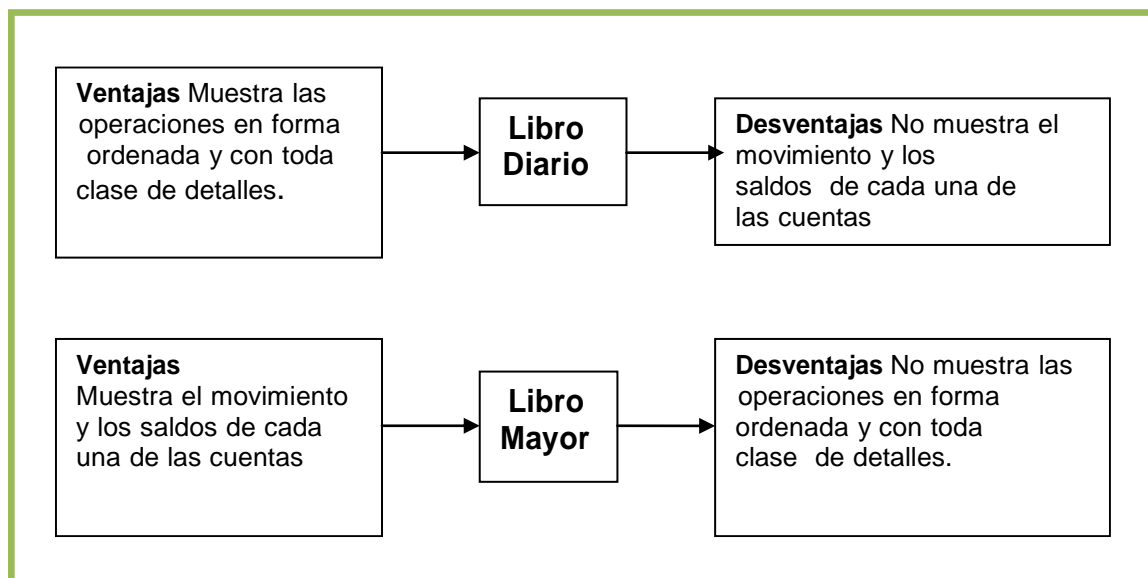 Ventajas Muestra las
operaciones en forma
ordenada y con toda
clase de detalles.
Libro
Diario
Desventajas No muestra el
movimiento y los
saldos de cada una de
las cuentas
Ventajas
Muestra el movimiento
y los saldos de cada
una de las cuentas
Libro
Mayor
Desventajas No muestra las
operaciones en forma
ordenada y con toda
clase de detalles.